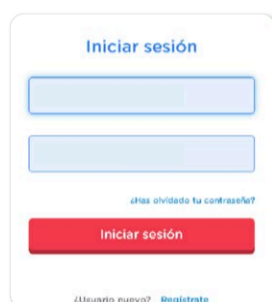 Iniciar sesión
¿Has olvidado tu contraseña?
Iniciar sesión
¿Usuario nuevo? Regístrate